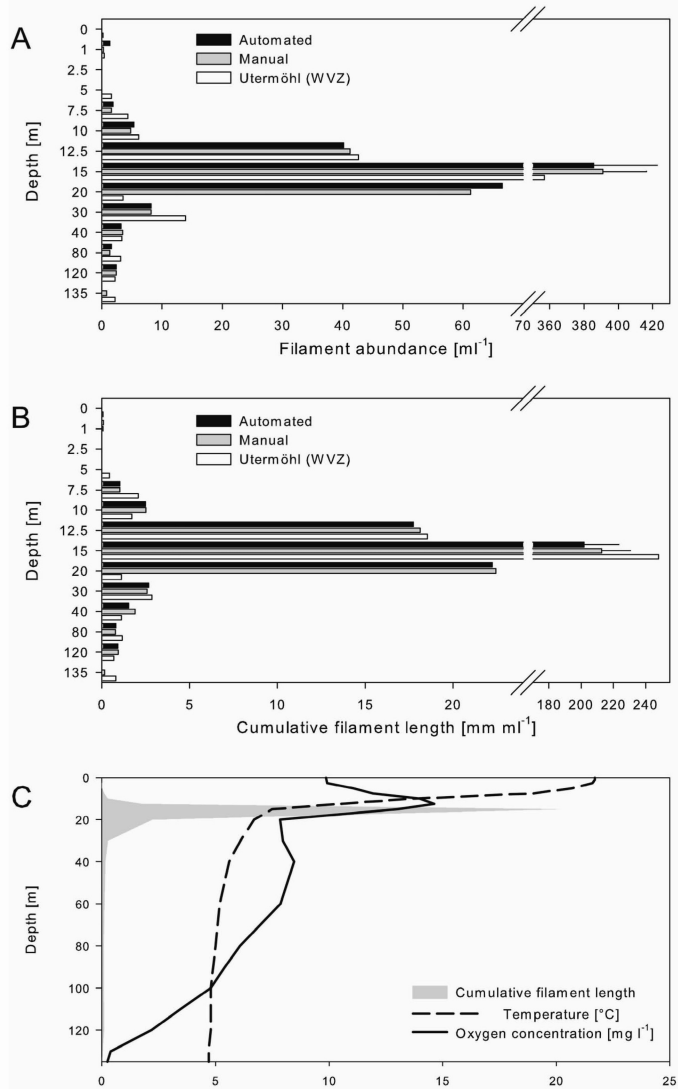 A
Automated
Manual
Utermöhl (WVZ)
Depth [m]
0
1
2.5
5
7.5
10
12.5
15
20
30
40
80
120
135
0 10 20 30 40 50 60 70 360 380 400 420
Filament abundance [ml-1]
B
Automated
Manual
Utermöhl (WVZ)
Depth [m]
0
1
2.5
5
7.5
10
12.5
15
20
30
40
80
120
135
0 5 10 15 20 180 200 220 240
Cumulative filament length [mm ml-1]
C
Depth [m]
0
20
40
60
80
100
120
Cumulative filament length
Temperature [°C]
Oxygen concentration [mg l-1]
0 5 10 15 20 25